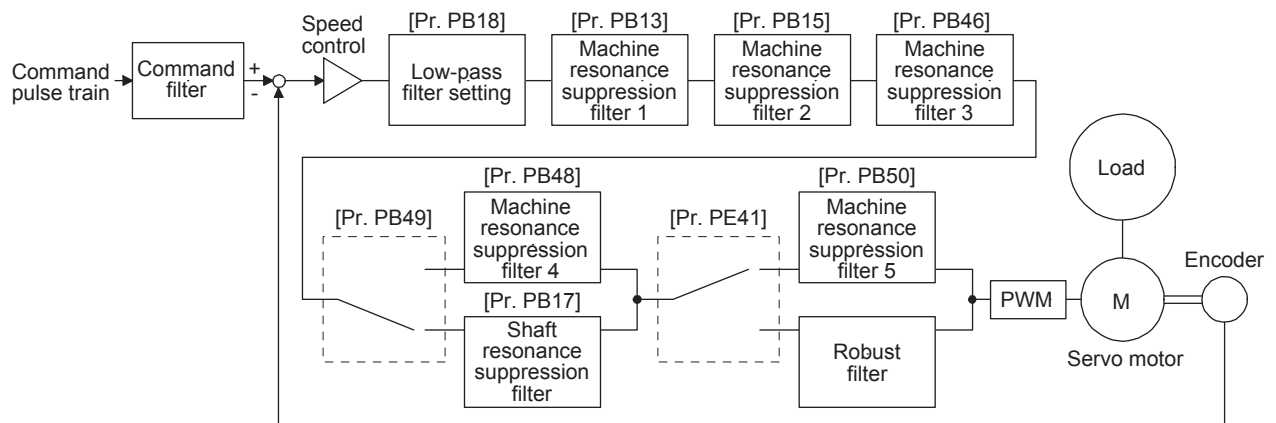 Command
pulse train
Command
filter
+
-
Speed
control
[Pr. PB18]
Low-pass
filter setting
[Pr. PB13]
Machine
resonance
suppression
filter 1
[Pr. PB15]
Machine
resonance
suppression
filter 2
[Pr. PB46]
Machine
resonance
suppression
filter 3
[Pr. PB49]
[Pr. PB48]
Machine
resonance
suppression
filter 4
[Pr. PB17]
Shaft
resonance
suppression
filter
[Pr. PE41]
[Pr. PB50]
Machine
resonance
suppression
filter 5
Robust
filter
PWM
Load
M
Servo motor
Encoder